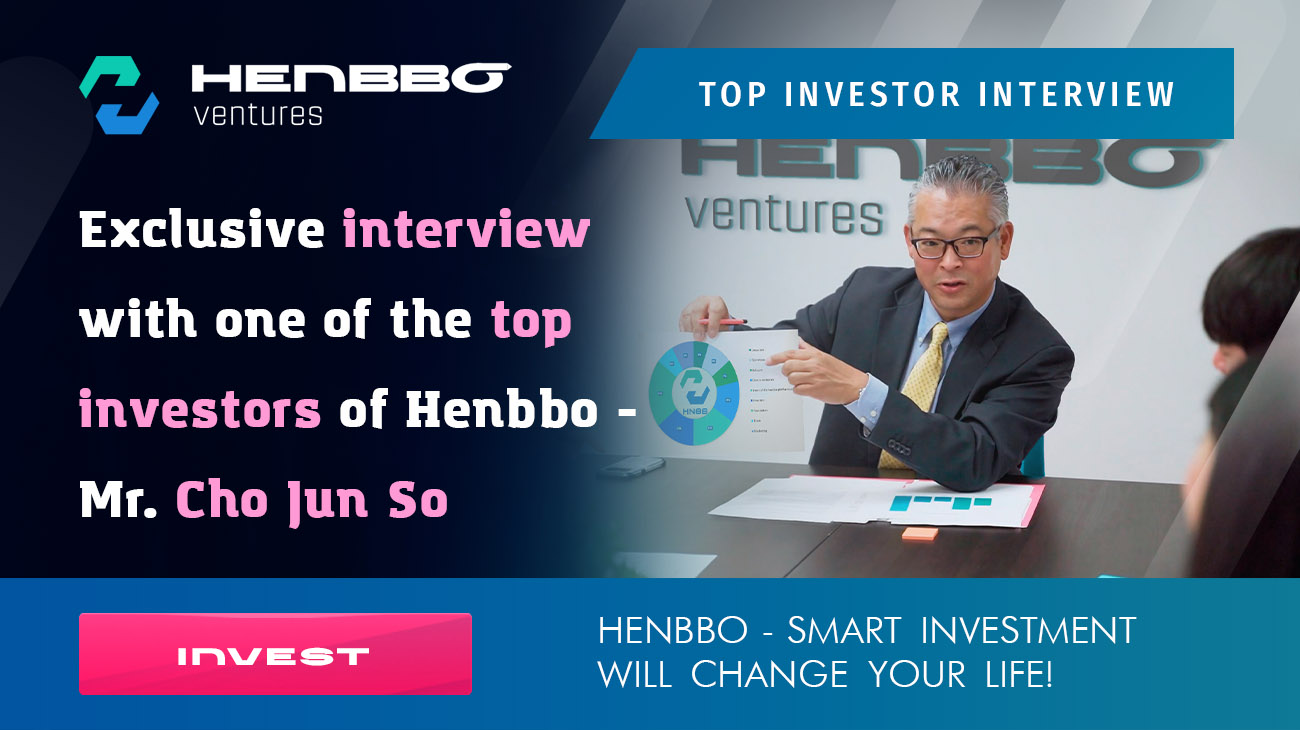 HENBBO
ventures
TOP INVESTOR INTERVIEW
HENBBO
ventures
Exclusive interview
with one of the top
investors of Henbbo -
Mr. Cho Jun So
HNBB
INVEST
HENBBO - SMART INVESTMENT
WILL CHANGE YOUR LIFE!